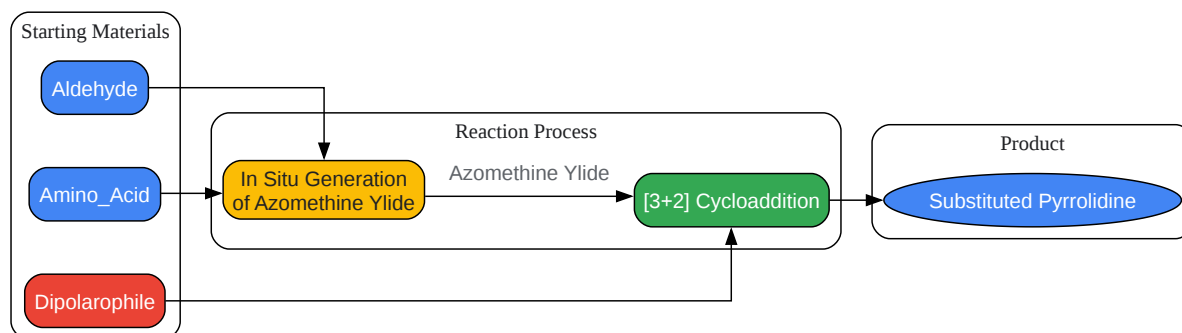 Starting Materials
Aldehyde
Reaction Process
Product
Amino_Acid
In Situ Generation
of Azomethine Ylide
Azomethine Ylide
[3+2] Cycloaddition
Substituted Pyrrolidine
Dipolarophile